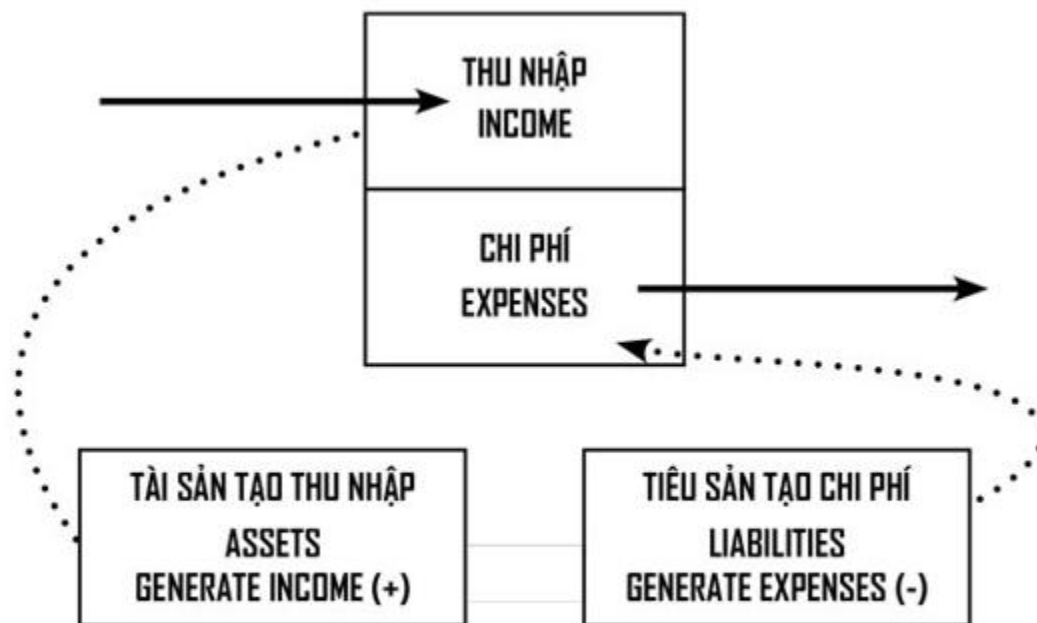 THU NHẬP
INCOME
CHI PHÍ
EXPENSES
TÀI SẢN TẠO THU NHẬP
ASSETS
GENERATE INCOME (+)
TIÊU SẢN TẠO CHI PHÍ
LIABILITIES
GENERATE EXPENSES (-)